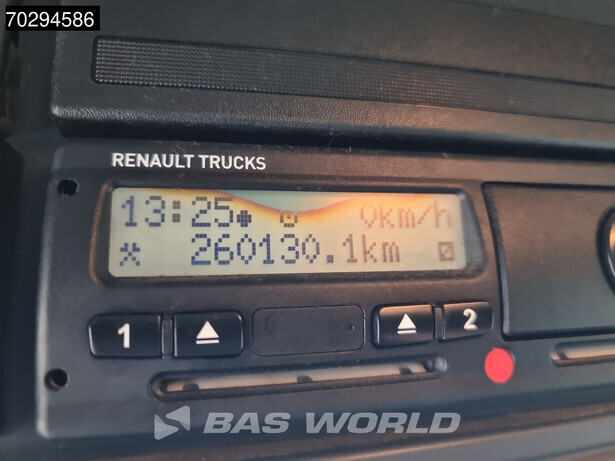 70294586
RENAULT TRUCKS
13:25 0km/h
260130.1km
1 2
BAS WORLD